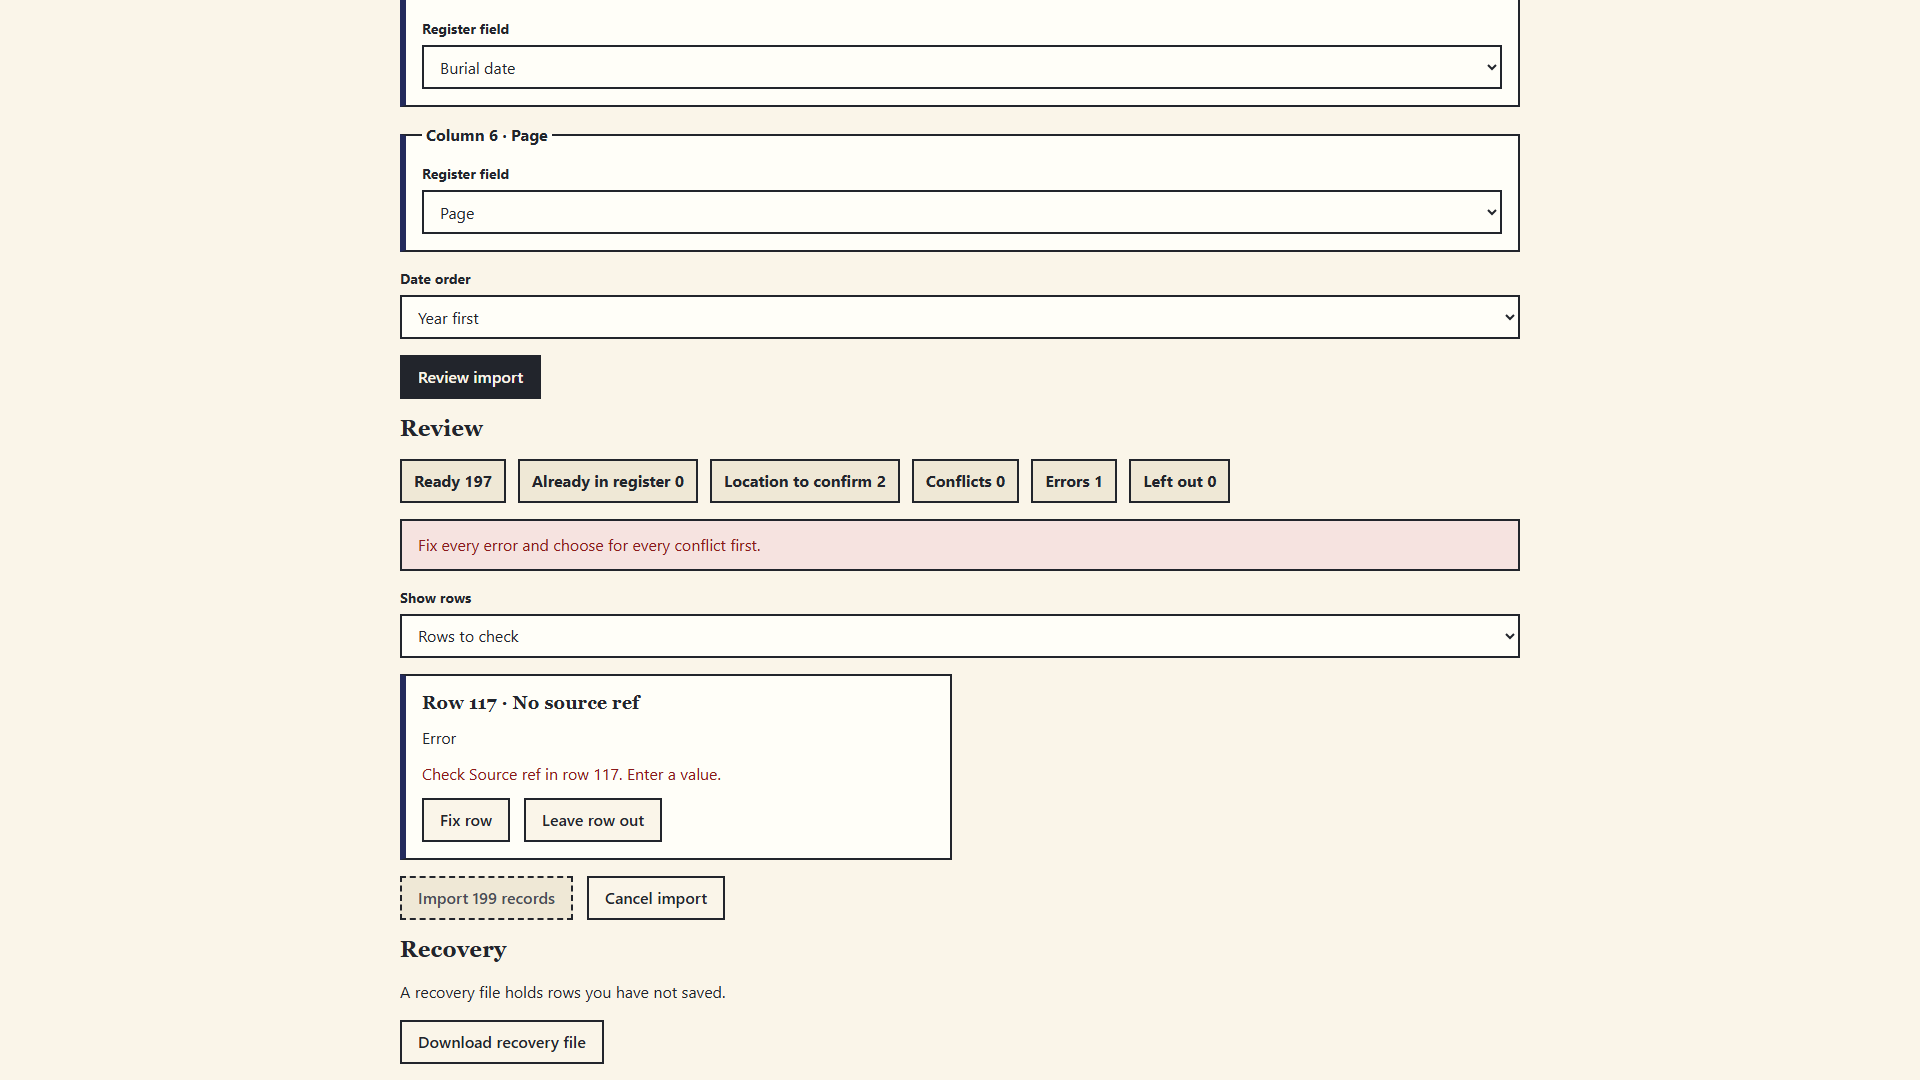 Register field
Burial date
Column 6 · Page
Register field
Page
Date order
Year first
Review import
Review
Ready 197
Already in register 0
Location to confirm 2
Conflicts 0
Errors 1
Left out 0
Fix every error and choose for every conflict first.
Show rows
Rows to check
Row 117 · No source ref
Error
Check Source ref in row 117. Enter a value.
Fix row
Leave row out
Import 199 records
Cancel import
Recovery
A recovery file holds rows you have not saved.
Download recovery file